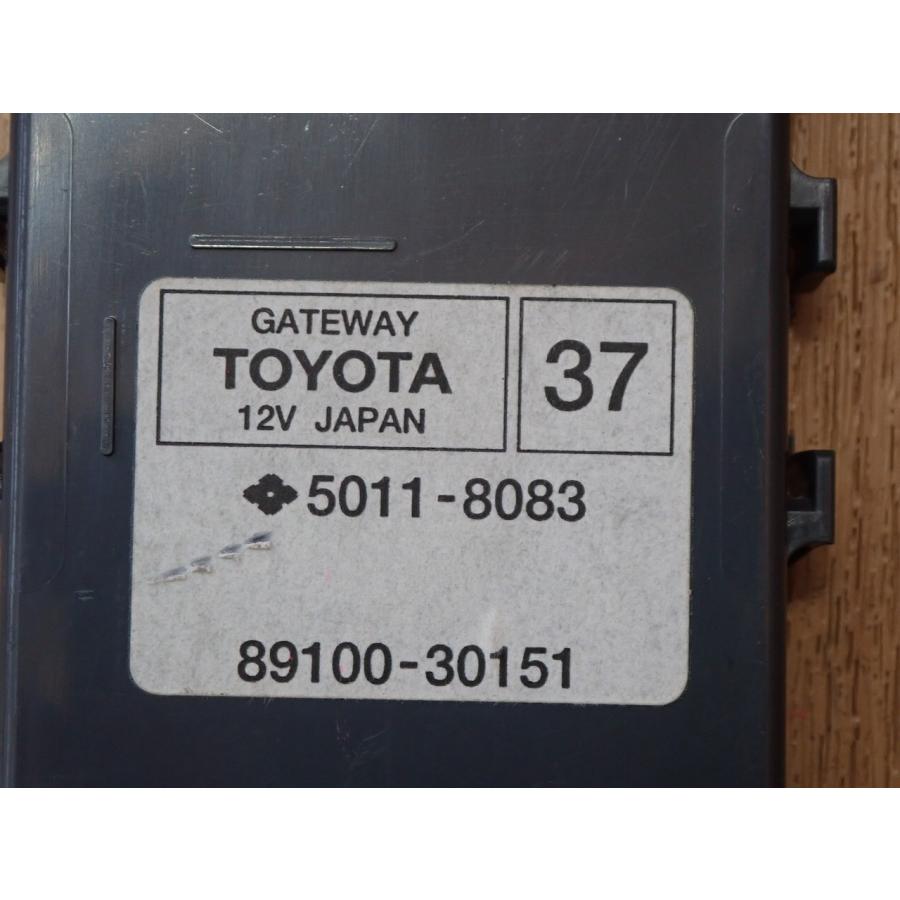 GATEWAY
TOYOTA
12V JAPAN
37
5011-8083
89100-30151